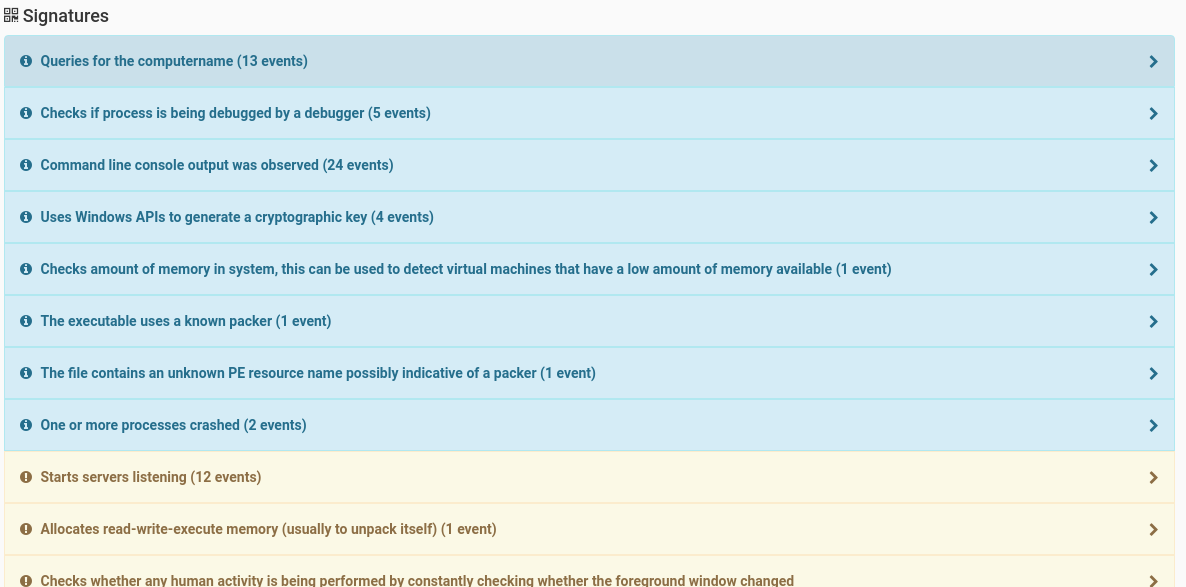 Signatures
Queries for the computername (13 events)
Checks if process is being debugged by a debugger (5 events)
Command line console output was observed (24 events)
Uses Windows APIs to generate a cryptographic key (4 events)
Checks amount of memory in system, this can be used to detect virtual machines that have a low amount of memory available (1 event)
The executable uses a known packer (1 event)
The file contains an unknown PE resource name possibly indicative of a packer (1 event)
One or more processes crashed (2 events)
Starts servers listening (12 events)
Allocates read-write-execute memory (usually to unpack itself) (1 event)
Checks whether any human activity is being performed by constantly checking whether the foreground window changed